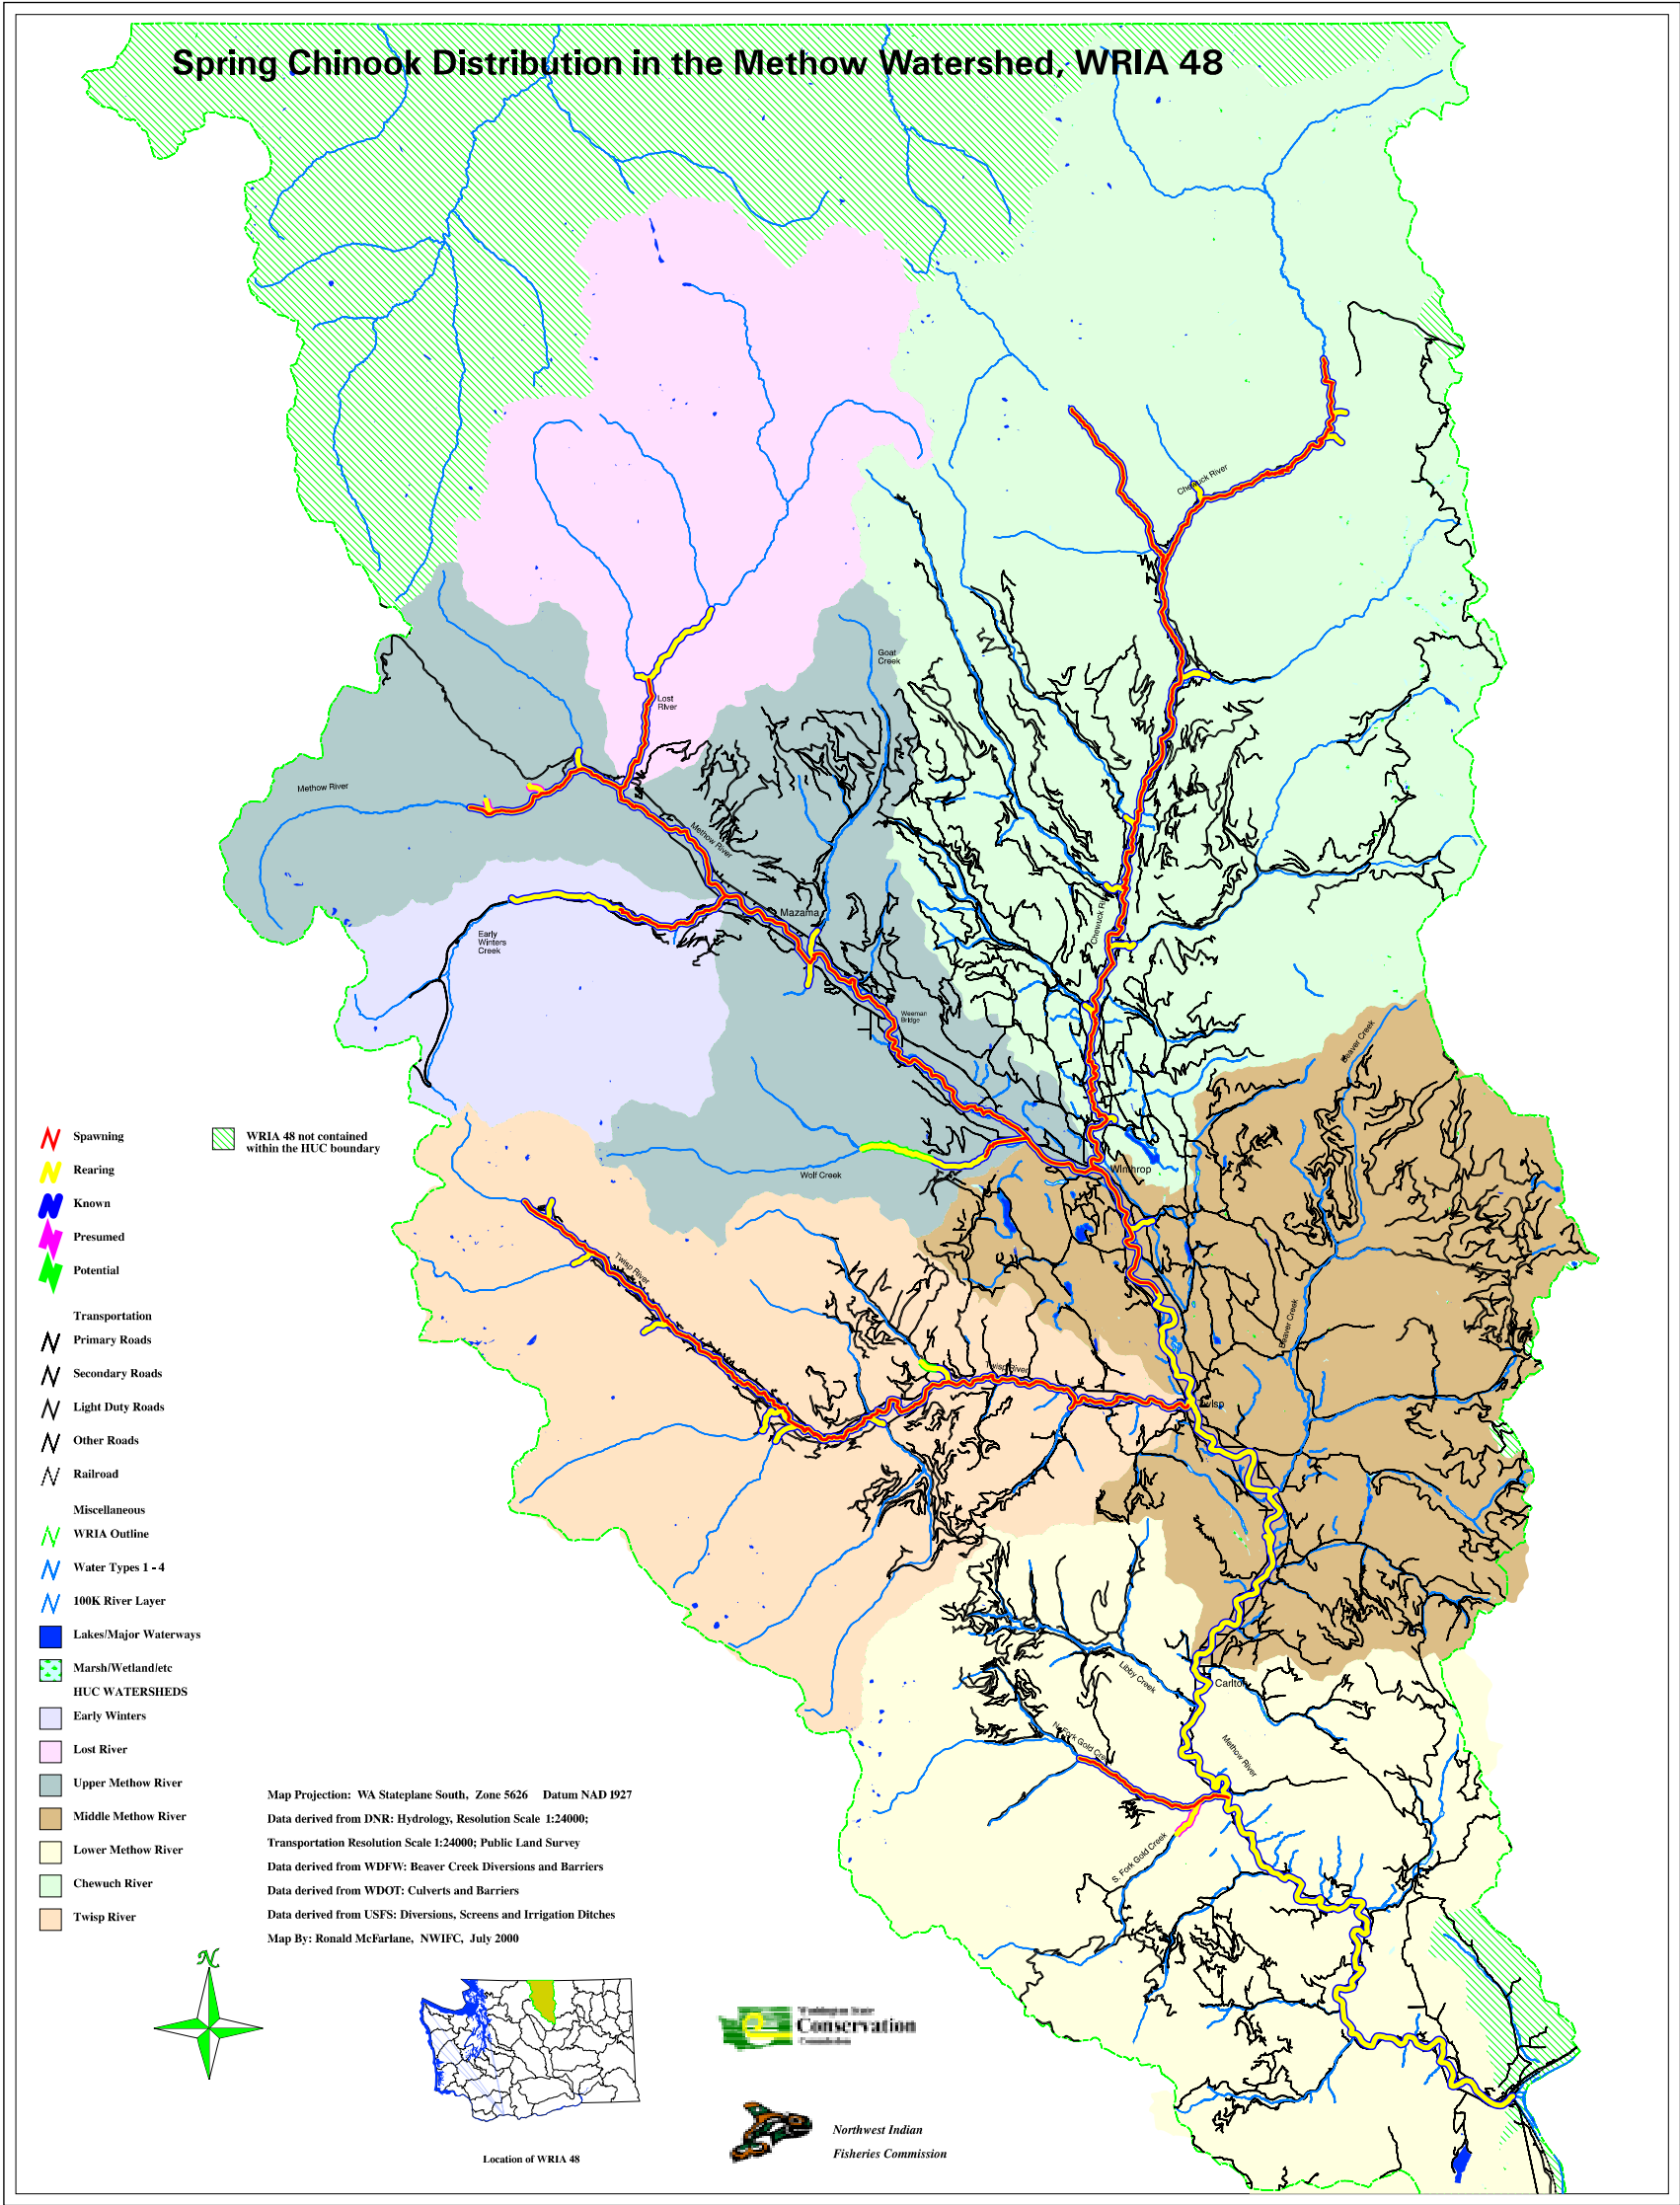 Spring Chinook Distribution in the Methow Watershed, WRIA 48
Chewuck River
Goat
Creek
Lost
River
Methow River
Methow River
Mazama
Chewuck
Early
Winters
Creek
Weeman
Bridge
Beaver Creek
Wolf Creek
Winthrop
Twisp River
Beaver Creek
Twisp River
Twisp
Libby Creek
Carlton
N. Fork Gold Creek
Methow River
S. Fork Gold Creek
Spawning
Rearing
Known
Presumed
Potential
WRIA 48 not contained
within the HUC boundary
Transportation
Primary Roads
Secondary Roads
Light Duty Roads
Other Roads
Railroad
Miscellaneous
WRIA Outline
Water Types 1 - 4
100K River Layer
Lakes/Major Waterways
Marsh/Wetland/etc
HUC WATERSHEDS
Early Winters
Lost River
Upper Methow River
Middle Methow River
Lower Methow River
Chewuch River
Twisp River
Map Projection: WA Stateplane South, Zone 5626 Datum NAD 1927
Data derived from DNR: Hydrology, Resolution Scale 1:24000;
Transportation Resolution Scale 1:24000; Public Land Survey
Data derived from WDFW: Beaver Creek Diversions and Barriers
Data derived from WDOT: Culverts and Barriers
Data derived from USFS: Diversions, Screens and Irrigation Ditches
Map By: Ronald McFarlane, NWIFC, July 2000
N
Location of WRIA 48
Washington State
Conservation
Commission
Northwest Indian
Fisheries Commission